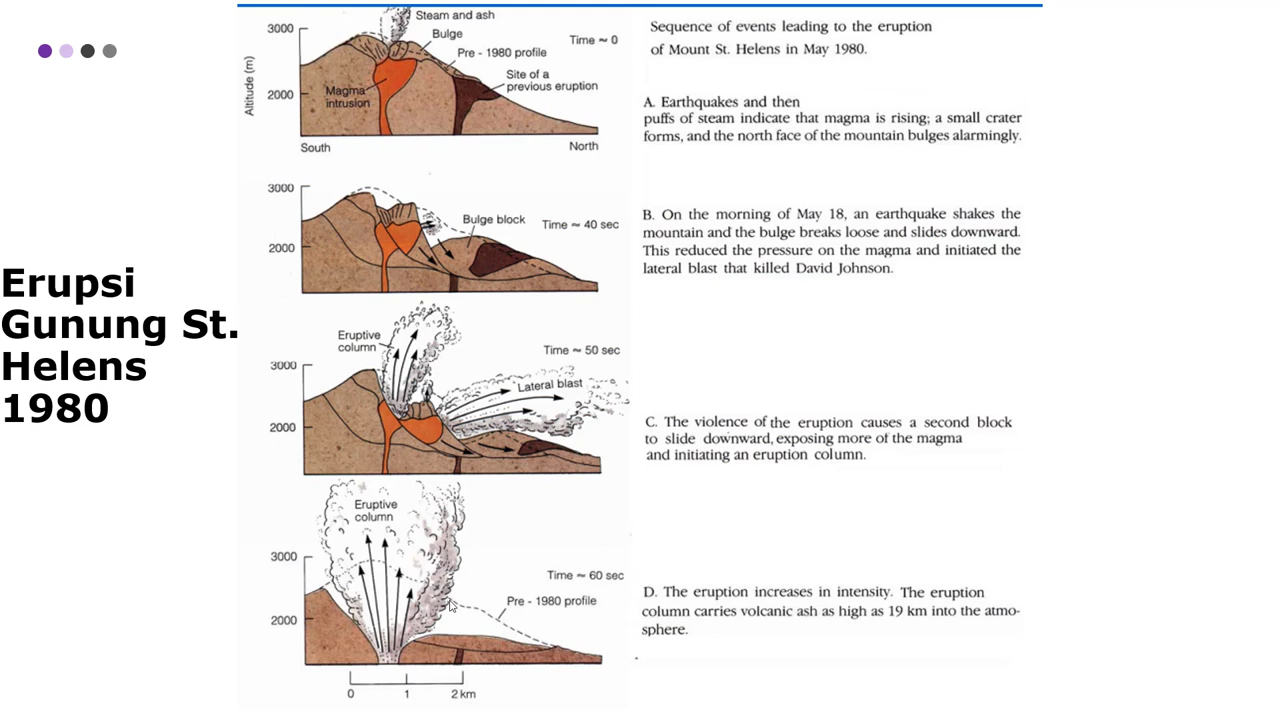 Erupsi
Gunung St.
Helens
1980
Steam and ash
3000
Bulge
Time ~ 0
Pre - 1980 profile
Altitude (m)
Site of a
previous eruption
Magma
intrusion
2000
South
North
Sequence of events leading to the eruption
of Mount St. Helens in May 1980.
A. Earthquakes and then
puffs of steam indicate that magma is rising; a small crater
forms, and the north face of the mountain bulges alarmingly.
3000
Bulge block
Time ~ 40 sec
2000
B. On the morning of May 18, an earthquake shakes the
mountain and the bulge breaks loose and slides downward.
This reduced the pressure on the magma and initiated the
lateral blast that killed David Johnson.
Eruptive
column
Time ~ 50 sec
3000
Lateral blast
2000
C. The violence of the eruption causes a second block
to slide downward, exposing more of the magma
and initiating an eruption column.
Eruptive
column
3000
Time ~ 60 sec
Pre - 1980 profile
2000
0
1
2 km
D. The eruption increases in intensity. The eruption
column carries volcanic ash as high as 19 km into the atmo-
sphere.